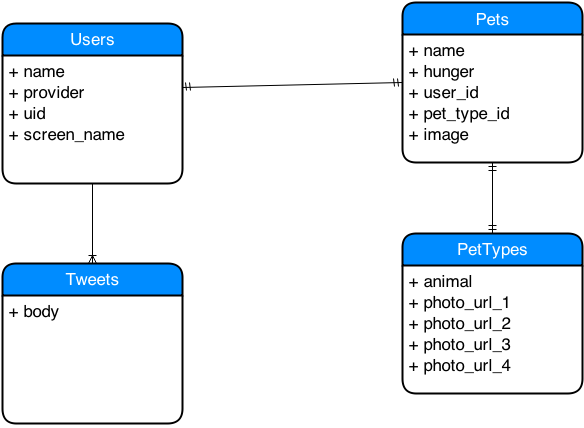 Users
+ name
+ provider
+ uid
+ screen_name
Pets
+ name
+ hunger
+ user_id
+ pet_type_id
+ image
Tweets
+ body
PetTypes
+ animal
+ photo_url_1
+ photo_url_2
+ photo_url_3
+ photo_url_4